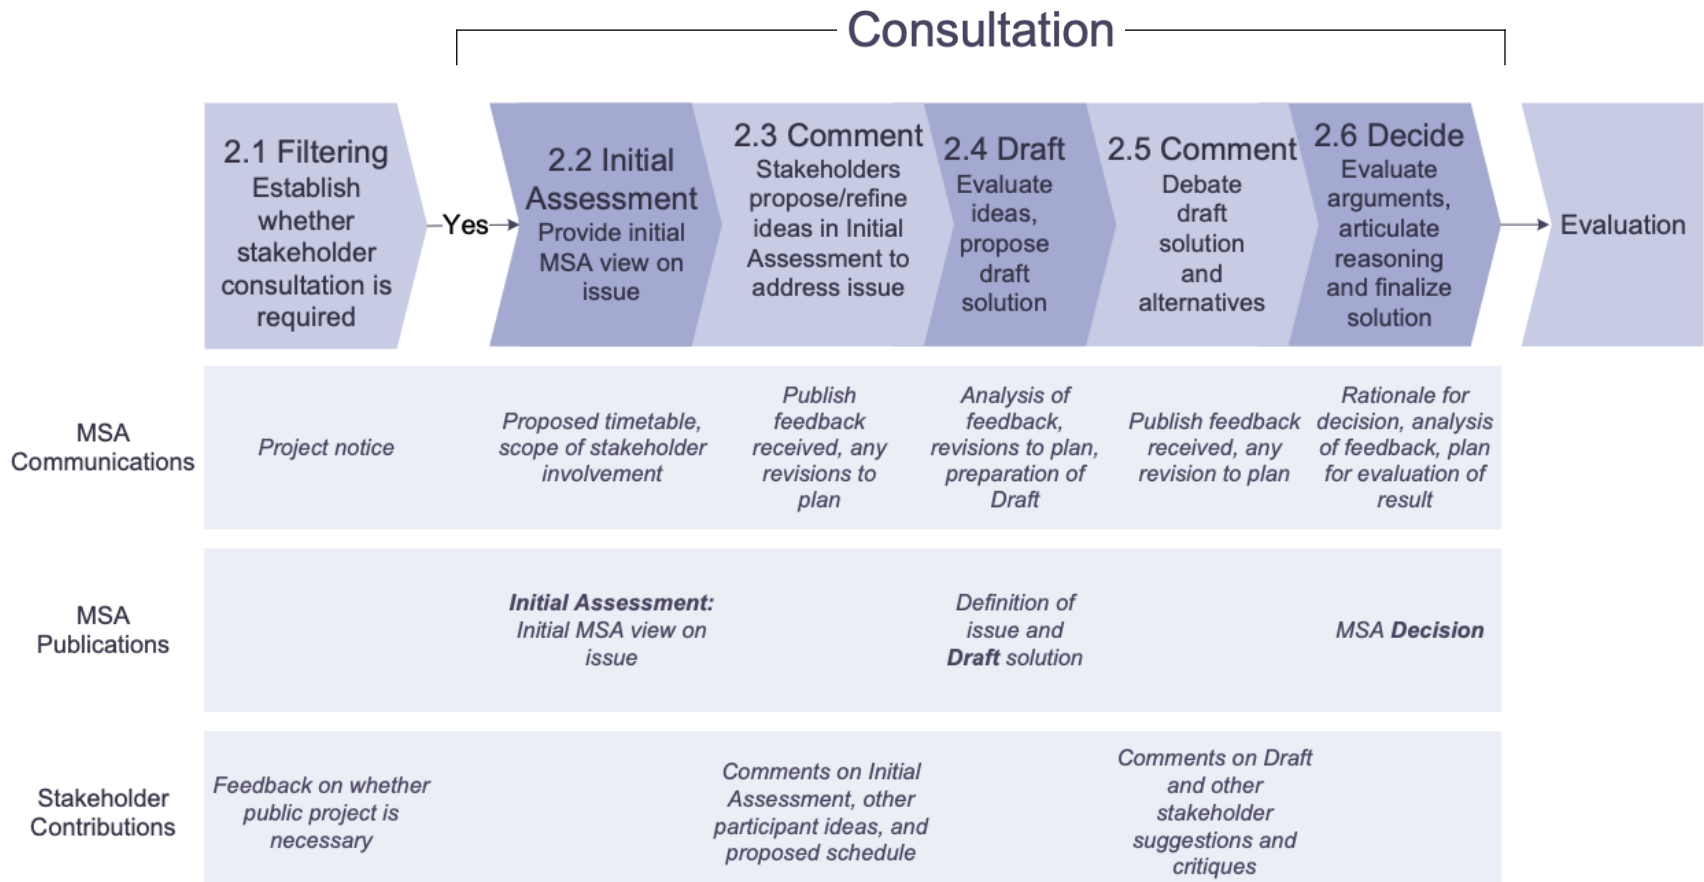 Consultation
2.1 Filtering
Establish
whether
stakeholder
consultation is
required
Yes
2.2 Initial
Assessment
Provide initial
MSA view on
issue
2.3 Comment
Stakeholders
propose/refine
ideas in Initial
Assessment to
address issue
2.4 Draft
Evaluate
ideas,
propose
draft
solution
2.5 Comment
Debate
draft
solution
and
alternatives
2.6 Decide
Evaluate
arguments,
articulate
reasoning
and finalize
solution
Evaluation
MSA
Communications
Project notice
Proposed timetable,
scope of stakeholder
involvement
Publish
feedback
received, any
revisions to
plan
Analysis of
feedback,
revisions to plan,
preparation of
Draft
Publish feedback
received, any
revision to plan
Rationale for
decision, analysis
of feedback, plan
for evaluation of
result
MSA
Publications
Initial Assessment:
Initial MSA view on
issue
Definition of
issue and
Draft solution
MSA Decision
Stakeholder
Contributions
Feedback on whether
public project is
necessary
Comments on Initial
Assessment, other
participant ideas, and
proposed schedule
Comments on Draft
and other
stakeholder
suggestions and
critiques